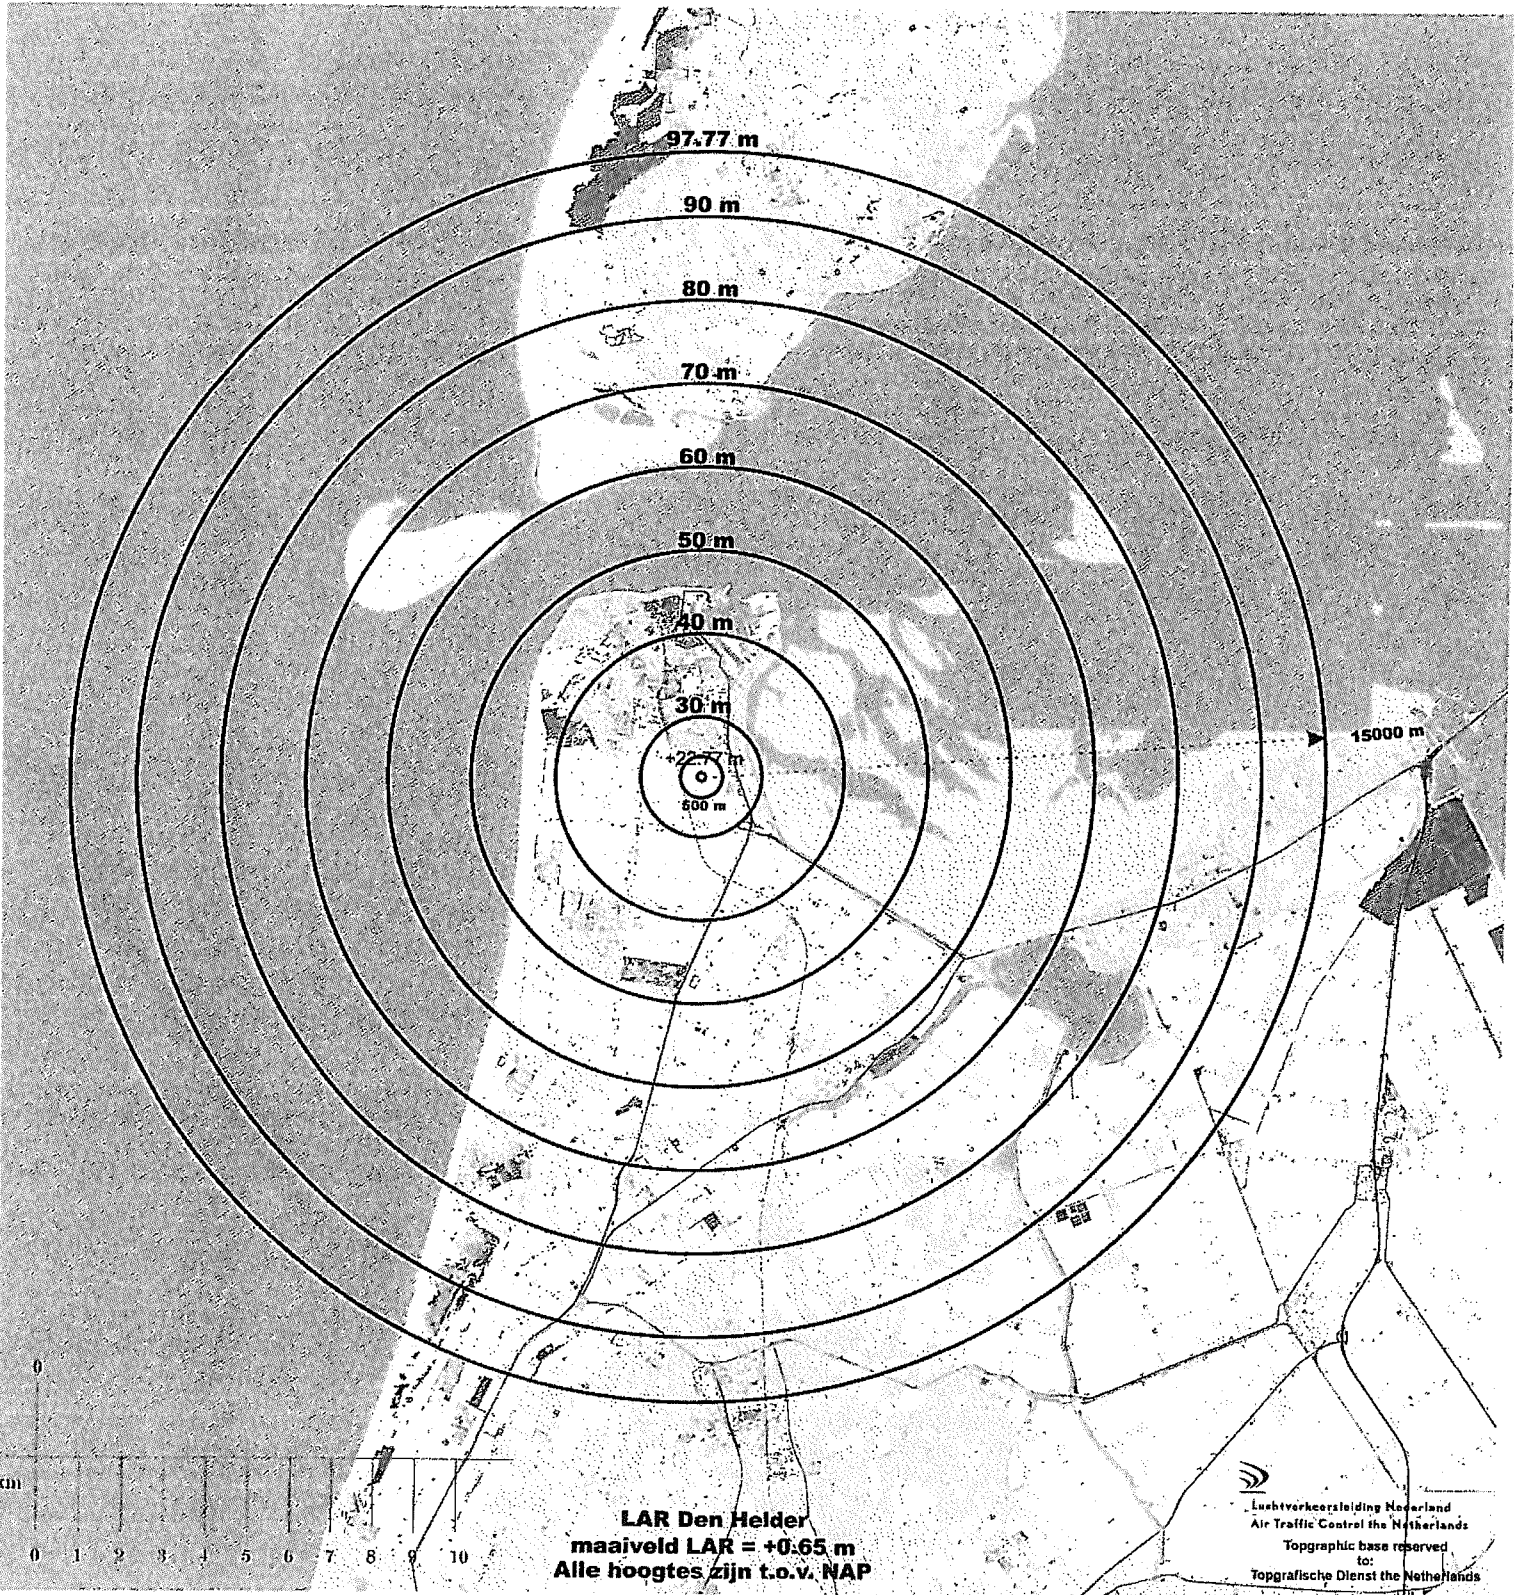 97.77 m
90 m
80 m
70 m
60 m
50 m
40 m
30 m
+22.77 m
500 m
15000 m
0
km
0 1 2 3 4 5 6 7 8 9 10
LAR Den Helder
maaiveld LAR = +0.65 m
Alle hoogtes zijn t.o.v. NAP
Luchtverkeersleiding Nederland
Air Traffic Control the Netherlands
Topgraphic base reserved
to:
Topgrafische Dienst the Netherlands